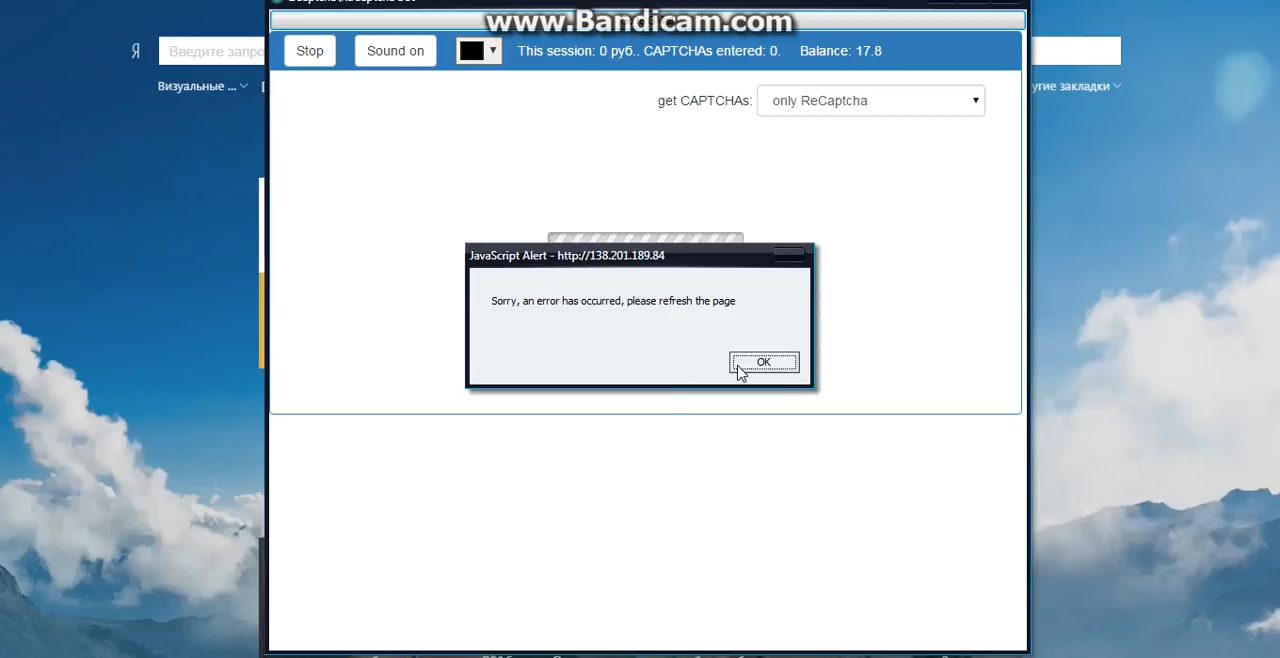 www.Bandicam.com
Я
Введите запро
Stop
Sound on
This session: 0 руб.. CAPTCHAs entered: 0.
Balance: 17.8
Визуальные ...
угие закладки
get CAPTCHAs:
only ReCaptcha
JavaScript Alert - http://138.201.189.84
Sorry, an error has occurred, please refresh the page
OK